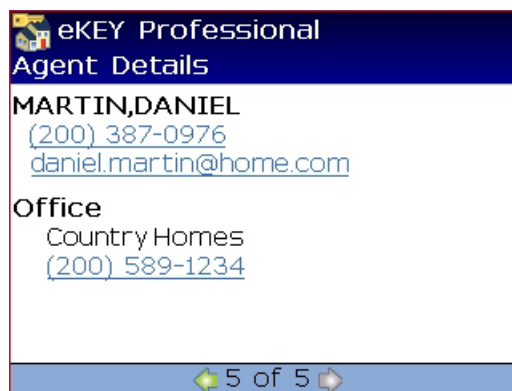 eKEY Professional
Agent Details
MARTIN,DANIEL
(200) 387-0976
daniel.martin@home.com
Office
Country Homes
(200) 589-1234
5 of 5